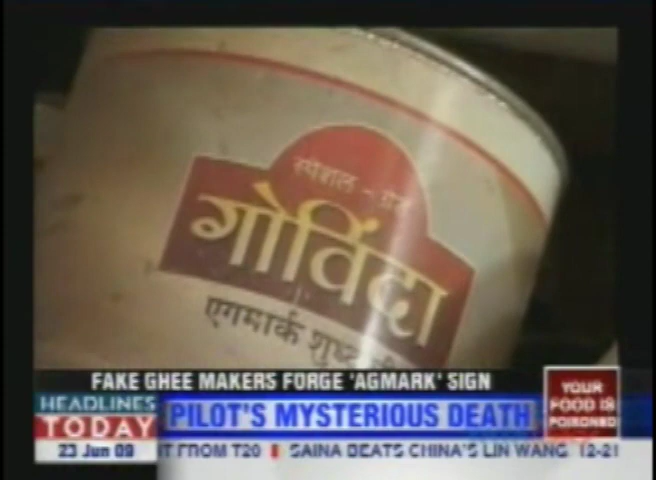 स्पेशल - ग्रेड
गोविंदा
एगमार्क शुद्ध
FAKE GHEE MAKERS FORGE 'AGMARK' SIGN
HEADLINES
TODAY
PILOT'S MYSTERIOUS DEATH
YOUR
FOOD IS
POISONED
23 Jun 09
T FROM T20 SAINA BEATS CHINA'S LIN WANG 12-21